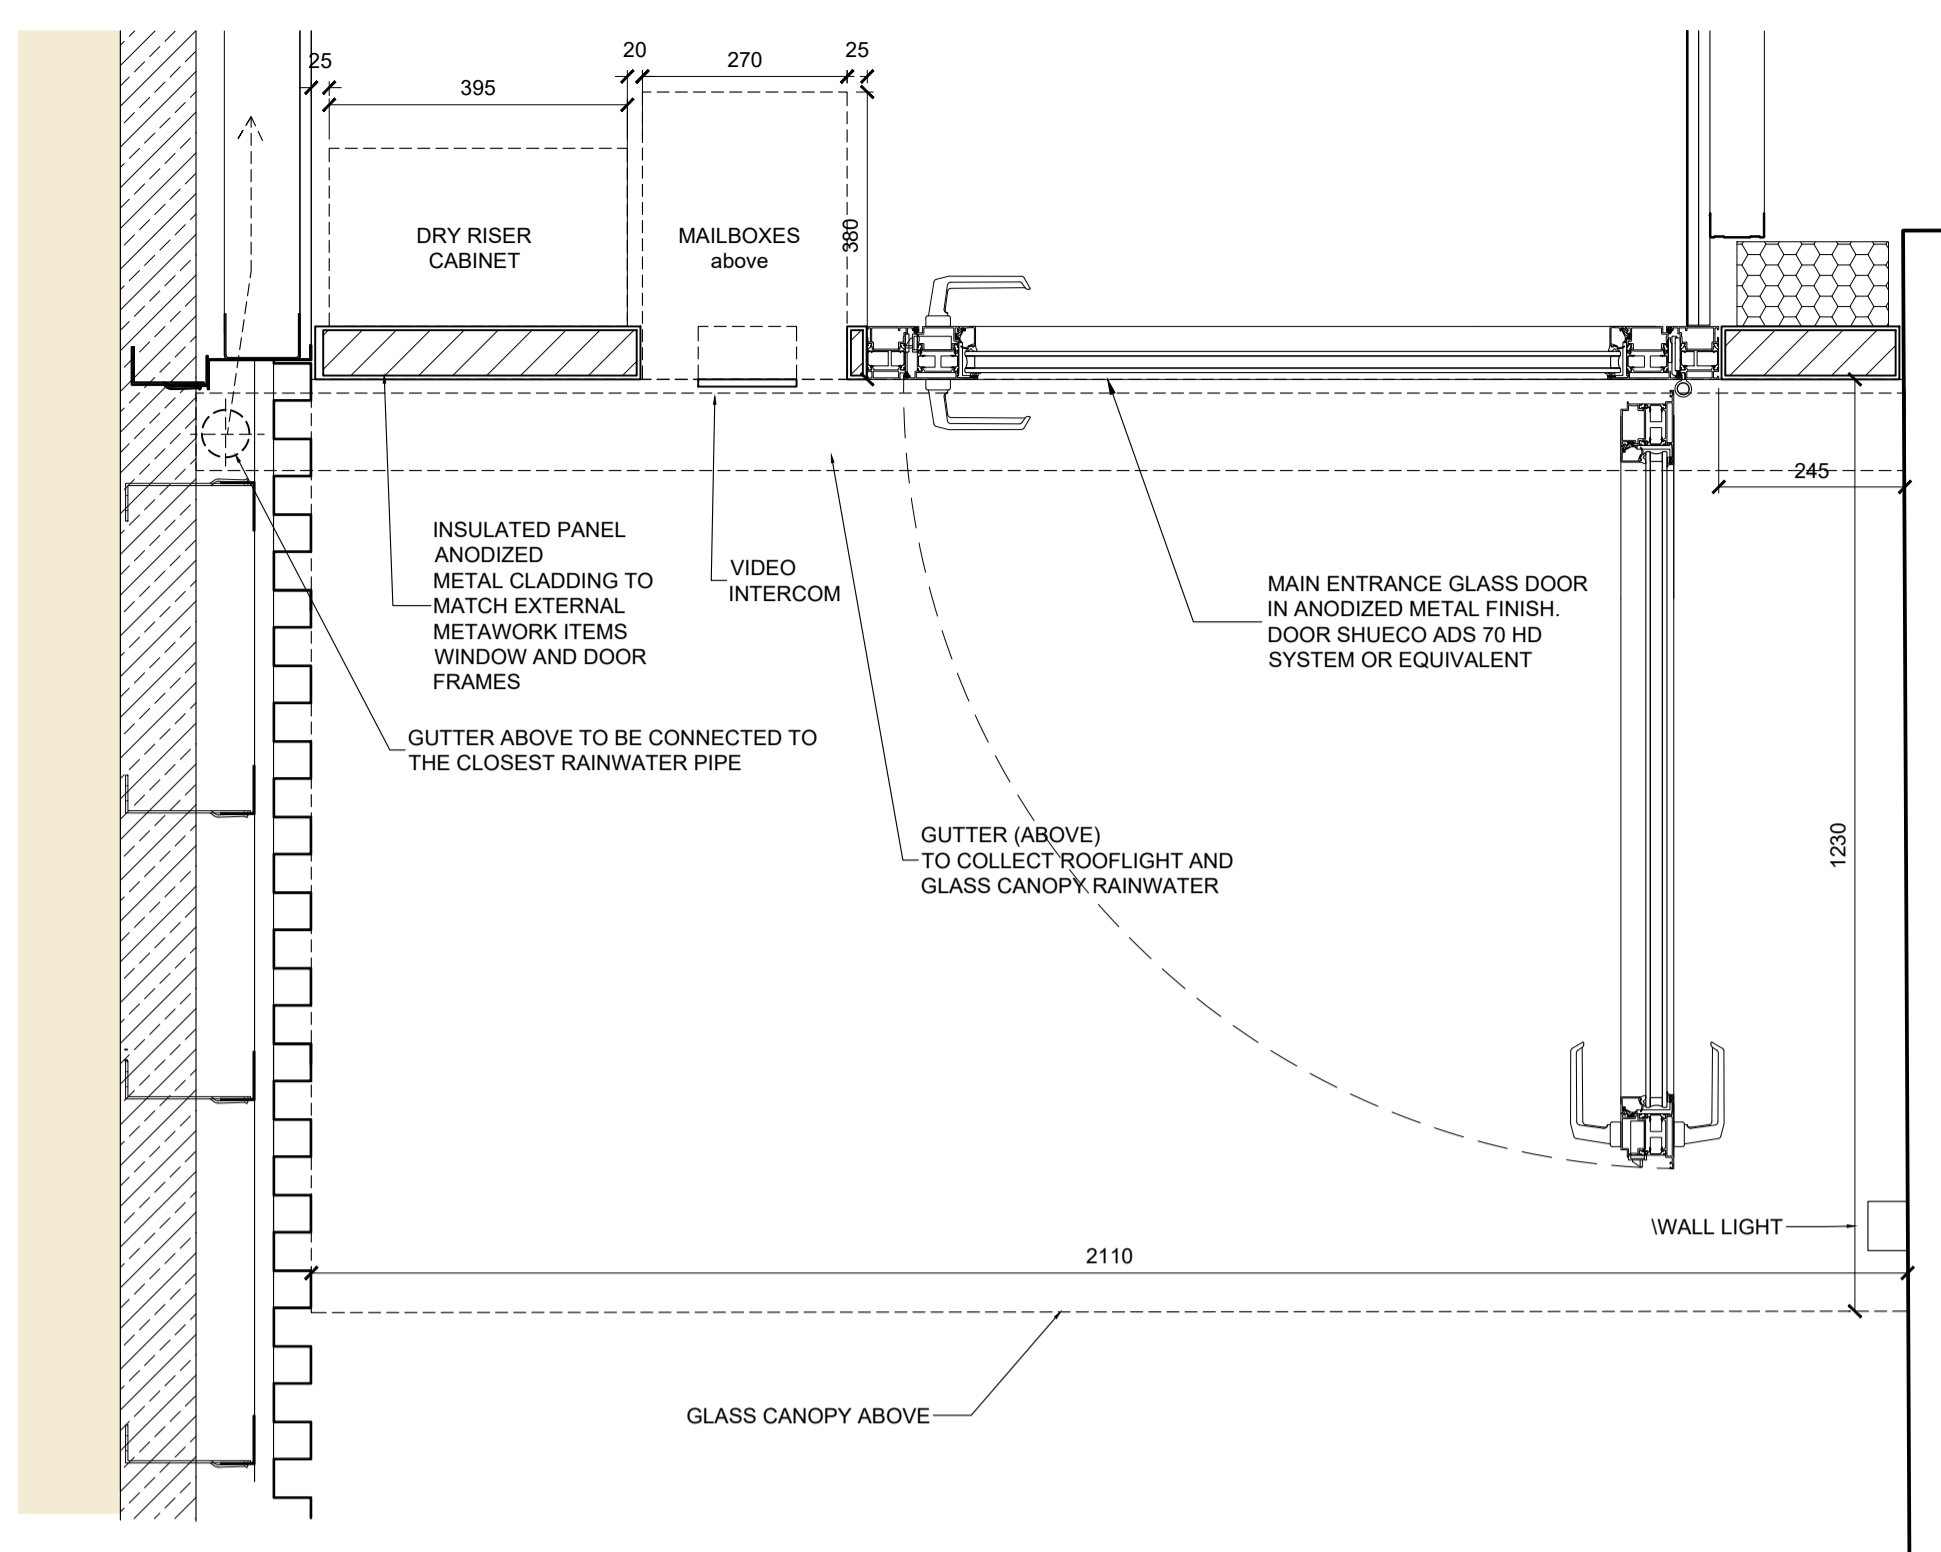 20
270
25
25
395
DRY RISER
CABINET
MAILBOXES
above
380
245
INSULATED PANEL
ANODIZED
METAL CLADDING TO
MATCH EXTERNAL
METAWORK ITEMS
WINDOW AND DOOR
FRAMES
VIDEO
INTERCOM
MAIN ENTRANCE GLASS DOOR
IN ANODIZED METAL FINISH.
DOOR SHUECO ADS 70 HD
SYSTEM OR EQUIVALENT
GUTTER ABOVE TO BE CONNECTED TO
THE CLOSEST RAINWATER PIPE
GUTTER (ABOVE)
TO COLLECT ROOFLIGHT AND
GLASS CANOPY RAINWATER
1230
\WALL LIGHT
2110
GLASS CANOPY ABOVE